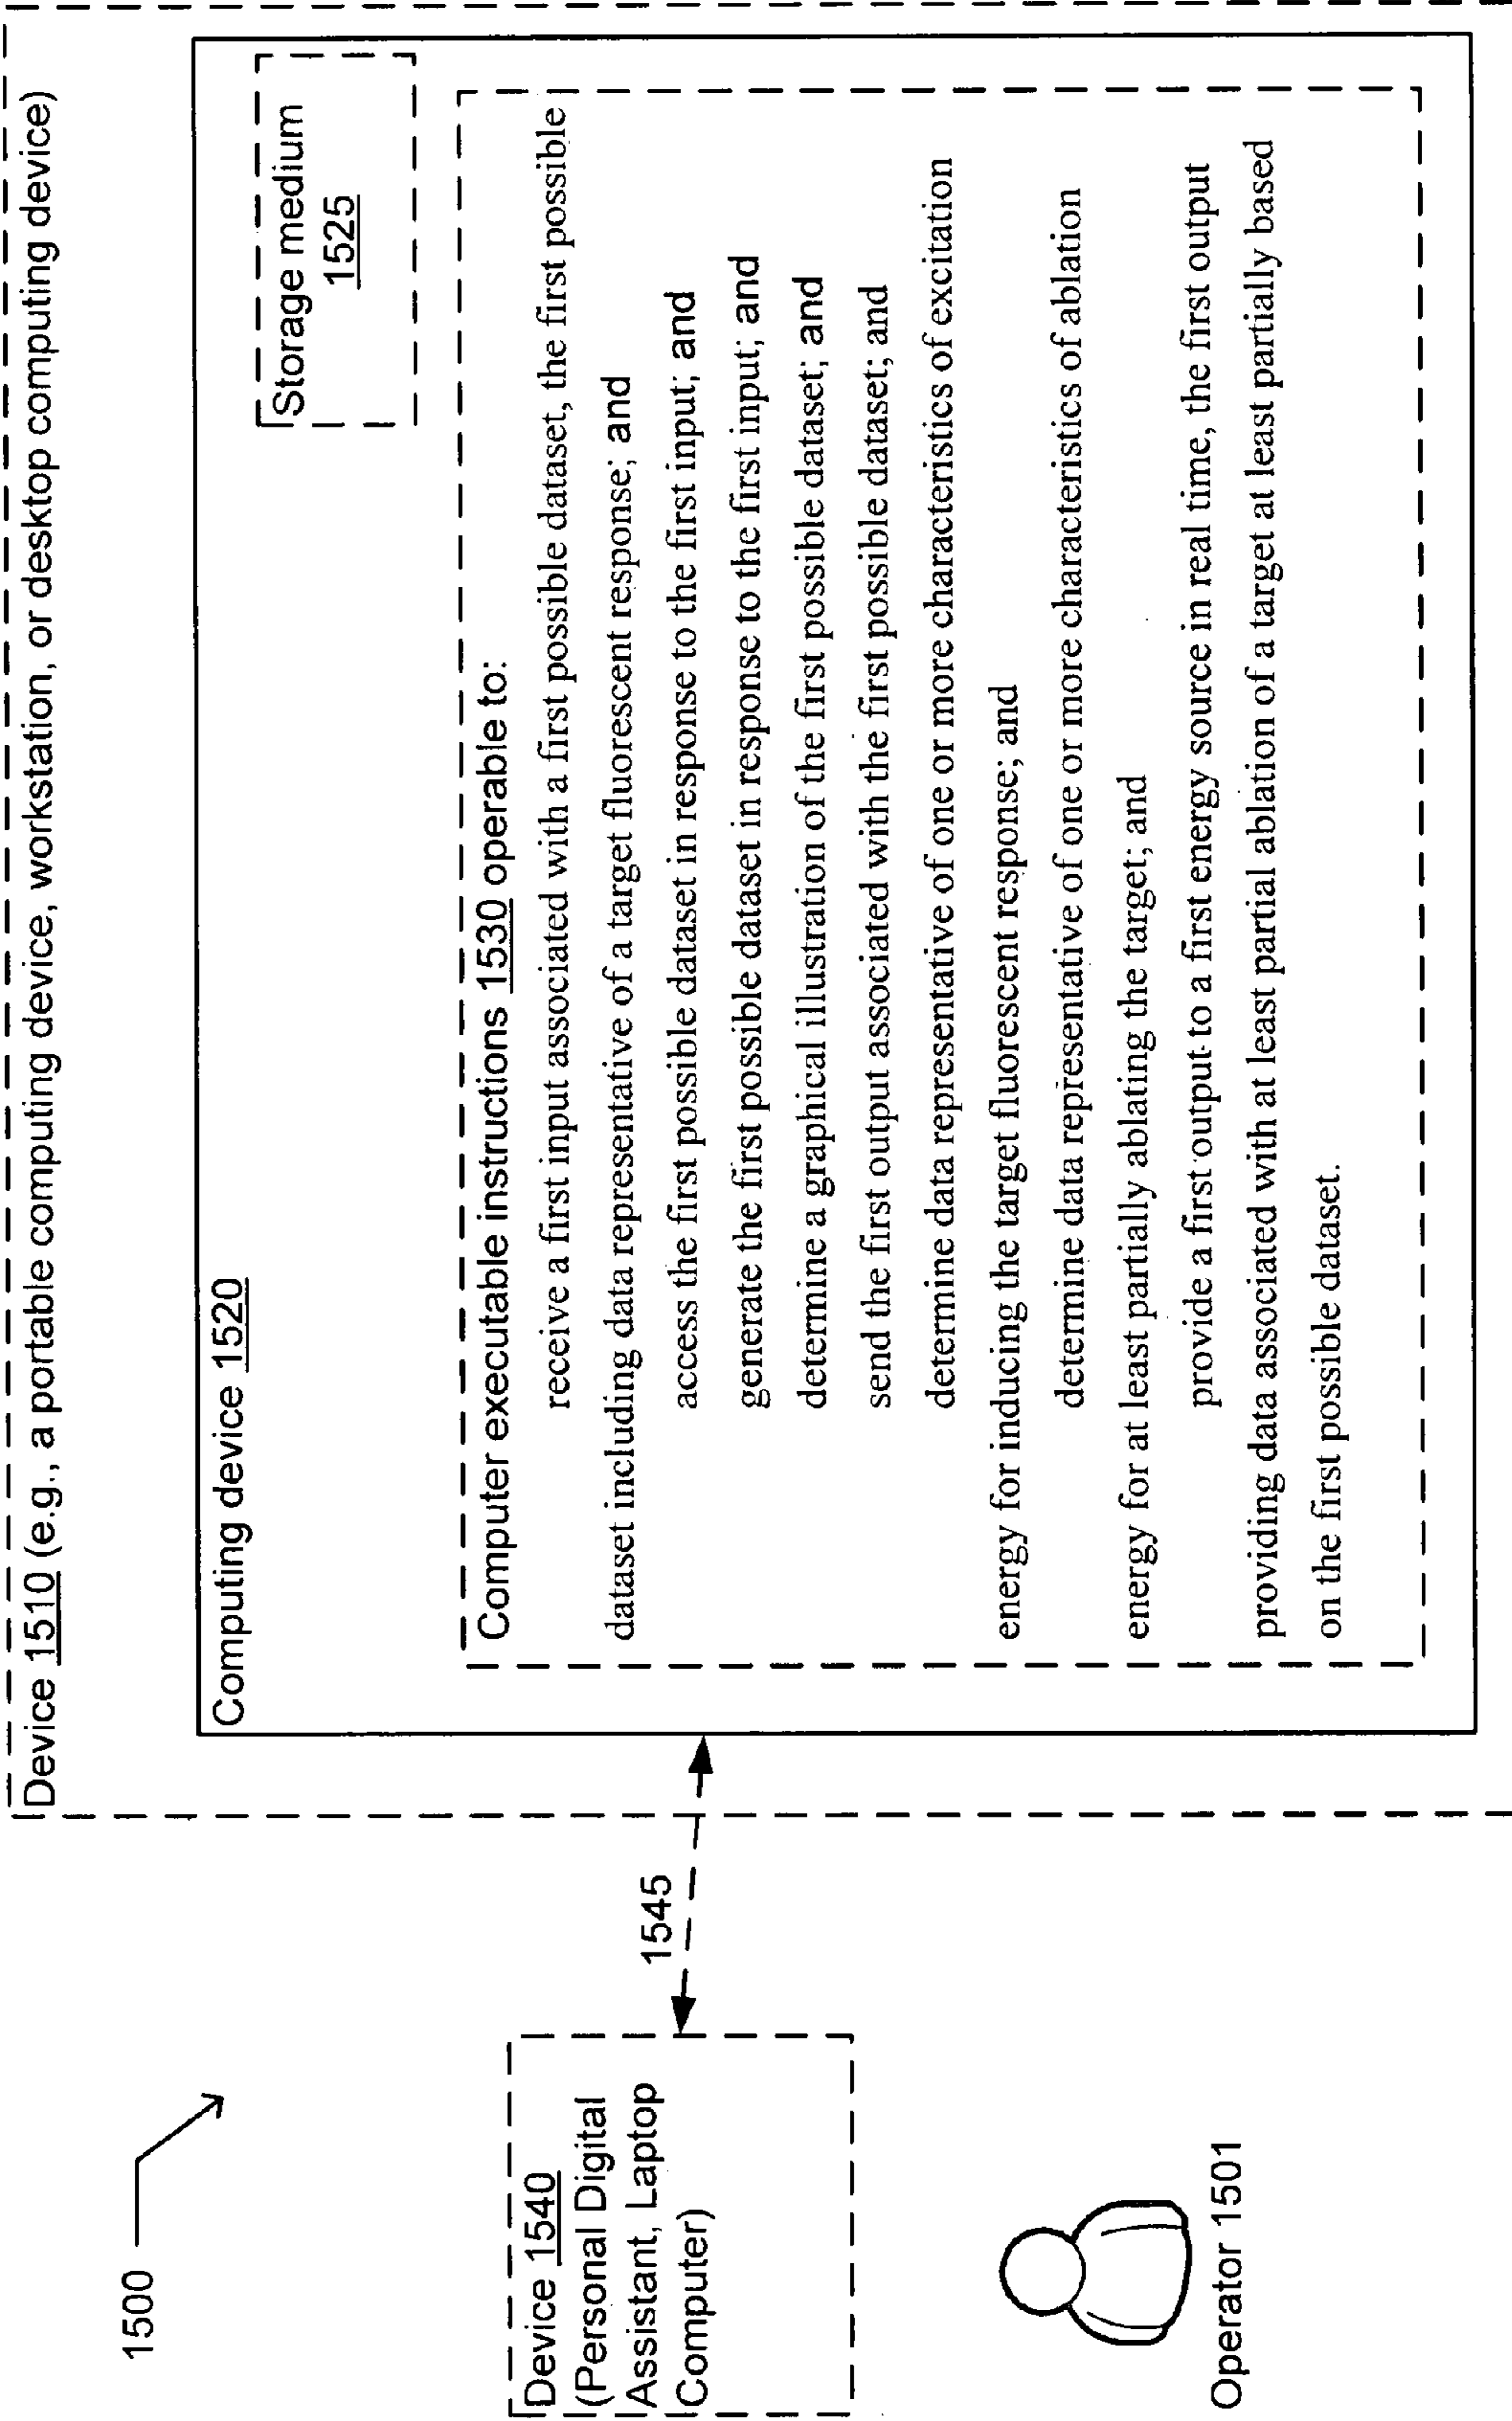 1500
Device 1510 (e.g., a portable computing device, workstation, or desktop computing device)
Computing device 1520
Storage medium
1525
Computer executable instructions 1530 operable to:
receive a first input associated with a first possible dataset, the first possible
dataset including data representative of a target fluorescent response; and
access the first possible dataset in response to the first input; and
generate the first possible dataset in response to the first input; and
determine a graphical illustration of the first possible dataset; and
send the first output associated with the first possible dataset; and
determine data representative of one or more characteristics of excitation
energy for inducing the target fluorescent response; and
determine data representative of one or more characteristics of ablation
energy for at least partially ablating the target; and
provide a first output to a first energy source in real time, the first output
providing data associated with at least partial ablation of a target at least partially based
on the first possible dataset.
1545
Device 1540
(Personal Digital
Assistant, Laptop
Computer)
Operator 1501